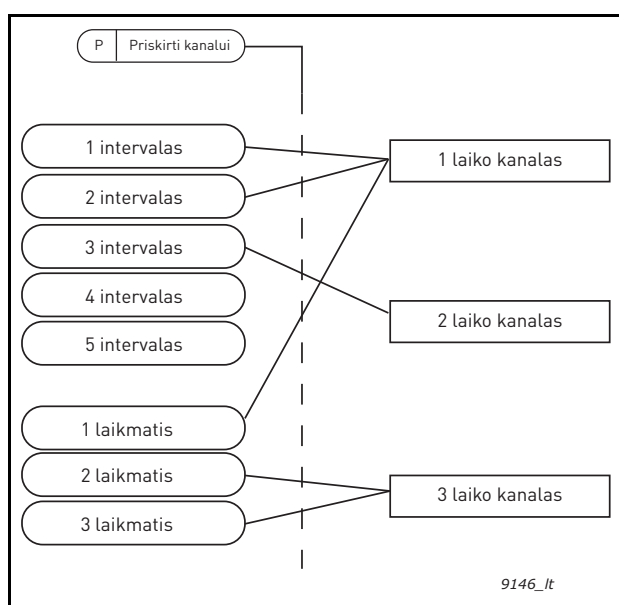 P Priskirti kanalui
1 intervalas
2 intervalas
3 intervalas
4 intervalas
5 intervalas
1 laikmatis
2 laikmatis
3 laikmatis
1 laiko kanalas
2 laiko kanalas
3 laiko kanalas
9146_lt